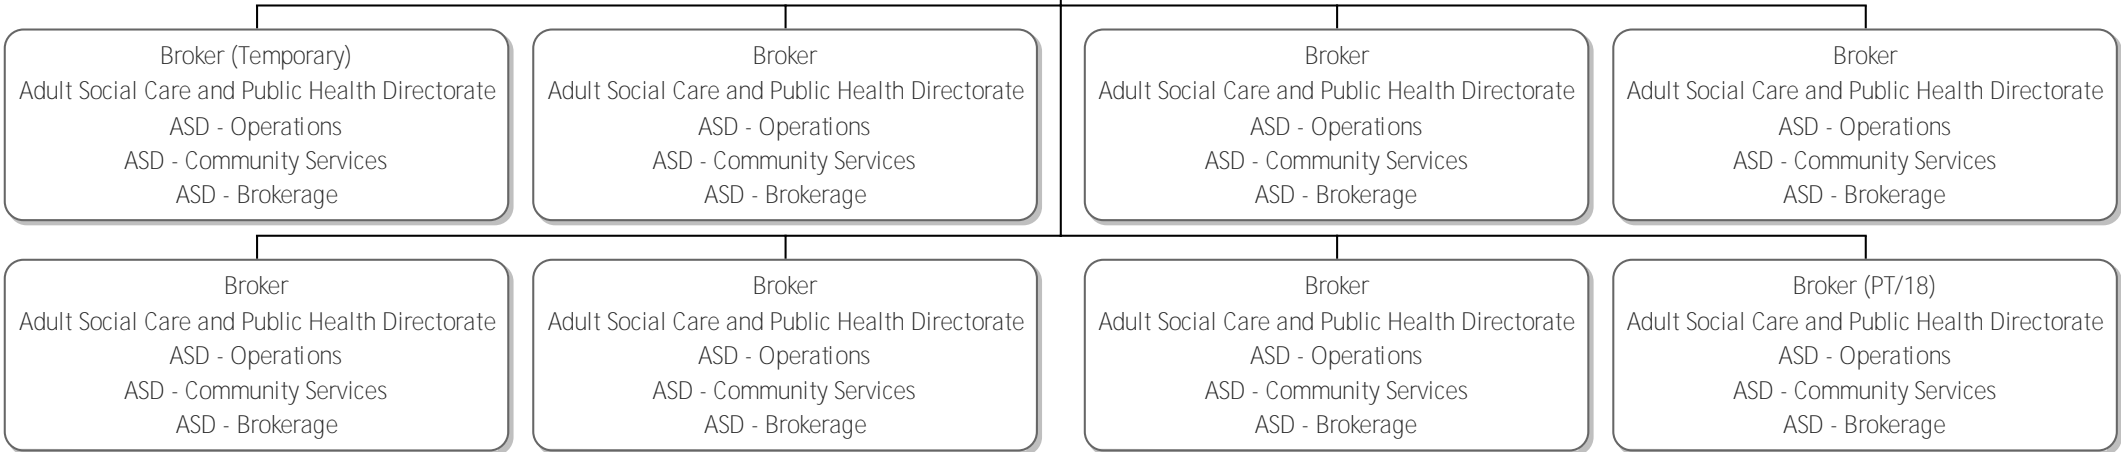 Broker (Temporary)
Adult Social Care and Public Health Directorate
ASD - Operations
ASD - Community Services
ASD - Brokerage
Broker
Adult Social Care and Public Health Directorate
ASD - Operations
ASD - Community Services
ASD - Brokerage
Broker
Adult Social Care and Public Health Directorate
ASD - Operations
ASD - Community Services
ASD - Brokerage
Broker
Adult Social Care and Public Health Directorate
ASD - Operations
ASD - Community Services
ASD - Brokerage
Broker
Adult Social Care and Public Health Directorate
ASD - Operations
ASD - Community Services
ASD - Brokerage
Broker
Adult Social Care and Public Health Directorate
ASD - Operations
ASD - Community Services
ASD - Brokerage
Broker
Adult Social Care and Public Health Directorate
ASD - Operations
ASD - Community Services
ASD - Brokerage
Broker (PT/18)
Adult Social Care and Public Health Directorate
ASD - Operations
ASD - Community Services
ASD - Brokerage